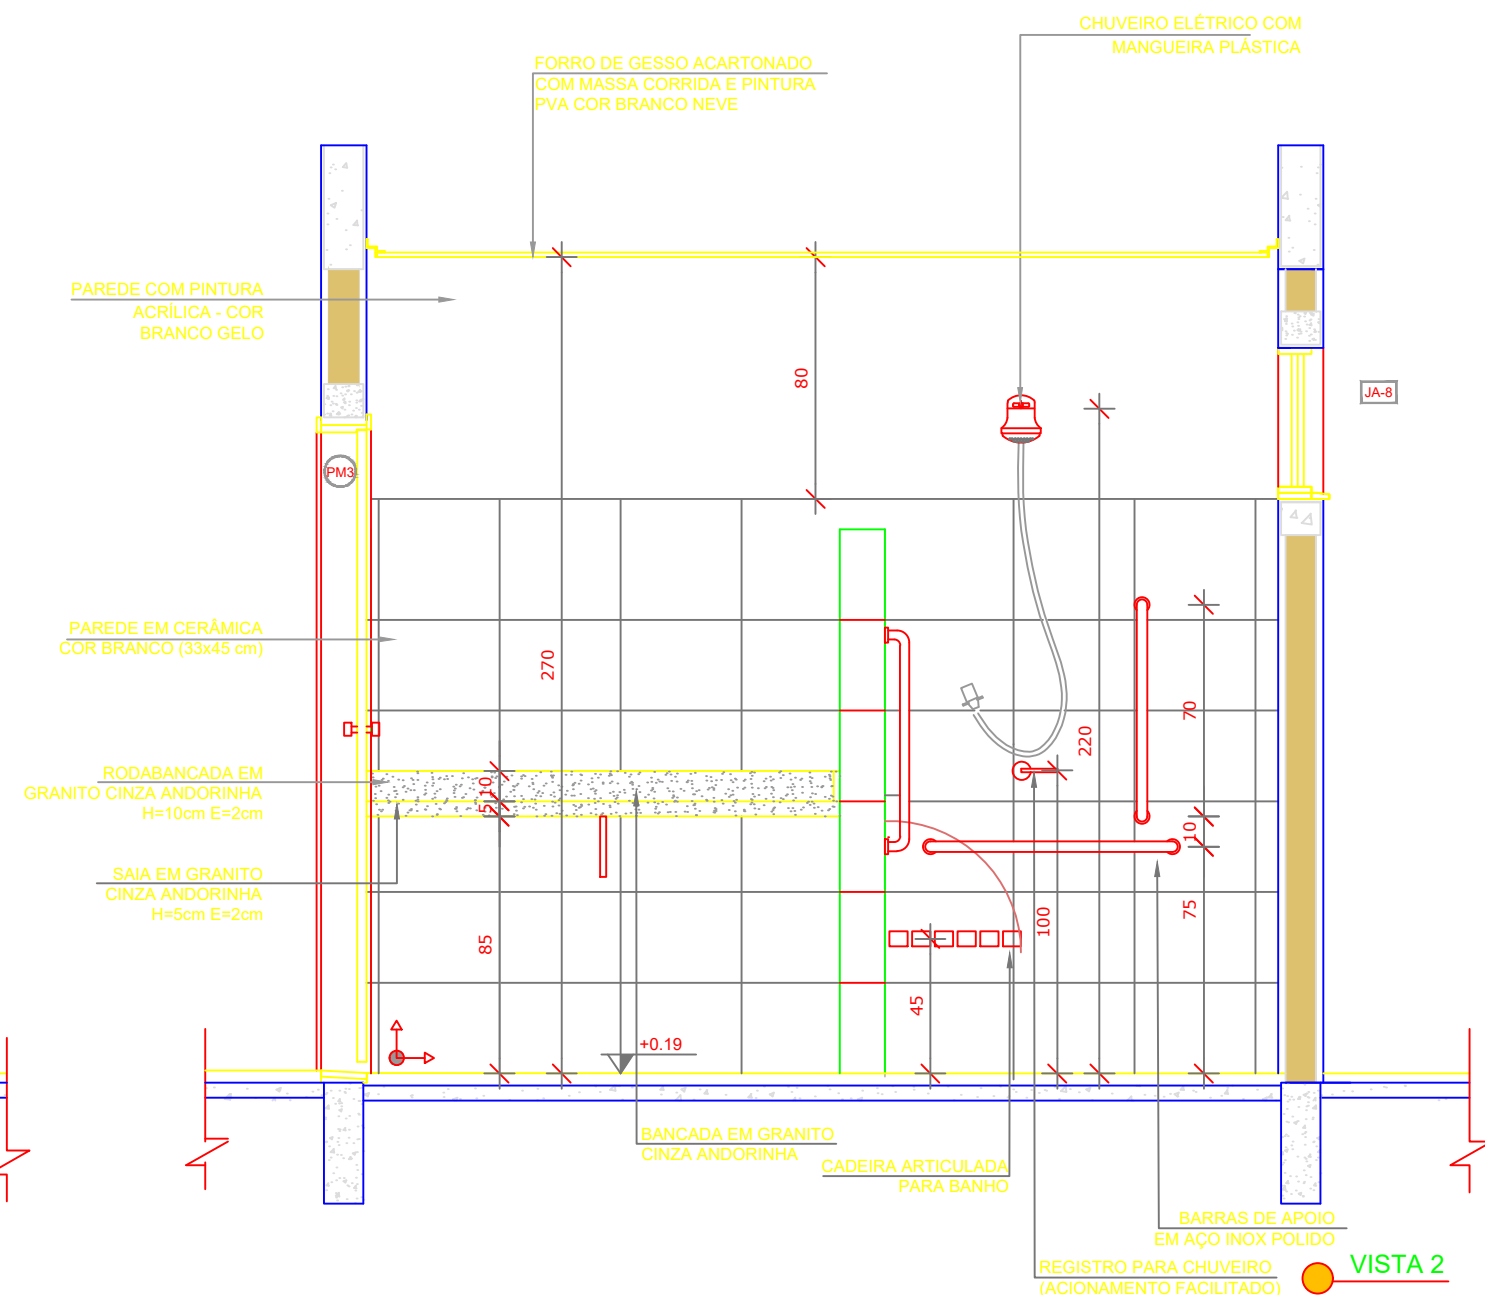 CHUVEIRO ELÉTRICO COM
MANGUEIRA PLÁSTICA
FORRO DE GESSO ACARTONADO
COM MASSA CORRIDA E PINTURA
PVA COR BRANCO NEVE
PAREDE COM PINTURA
ACRÍLICA - COR
BRANCO GELO
80
JA-8
PM3
PAREDE EM CERÂMICA
COR BRANCO (33x45 cm)
270
70
220
RODABANCADA EM
GRANITO CINZA ANDORINHA
H=10cm E=2cm
10
5
10
SAIA EM GRANITO
CINZA ANDORINHA
H=5cm E=2cm
85
100
75
45
+0.19
BANCADA EM GRANITO
CINZA ANDORINHA
CADEIRA ARTICULADA
PARA BANHO
BARRAS DE APOIO
EM AÇO INOX POLIDO
REGISTRO PARA CHUVEIRO
(ACIONAMENTO FACILITADO)
VISTA 2